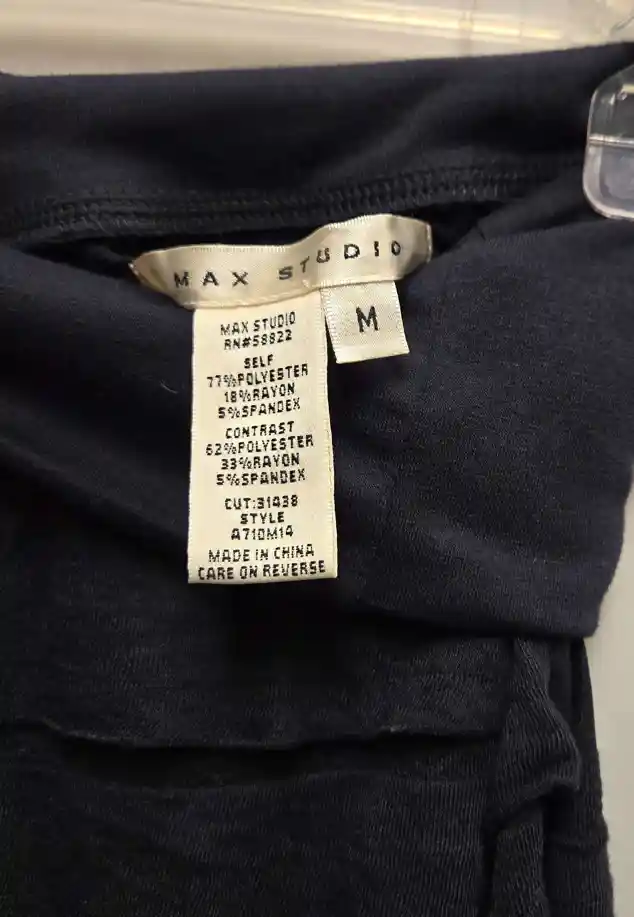 MAX STUDIO
M
MAX STUDIO
RN#58822
SELF
77%POLYESTER
18%RAYON
5%SPANDEX
CONTRAST
62%POLYESTER
33%RAYON
5%SPANDEX
CUT:31438
STYLE
A710M14
MADE IN CHINA
CARE ON REVERSE